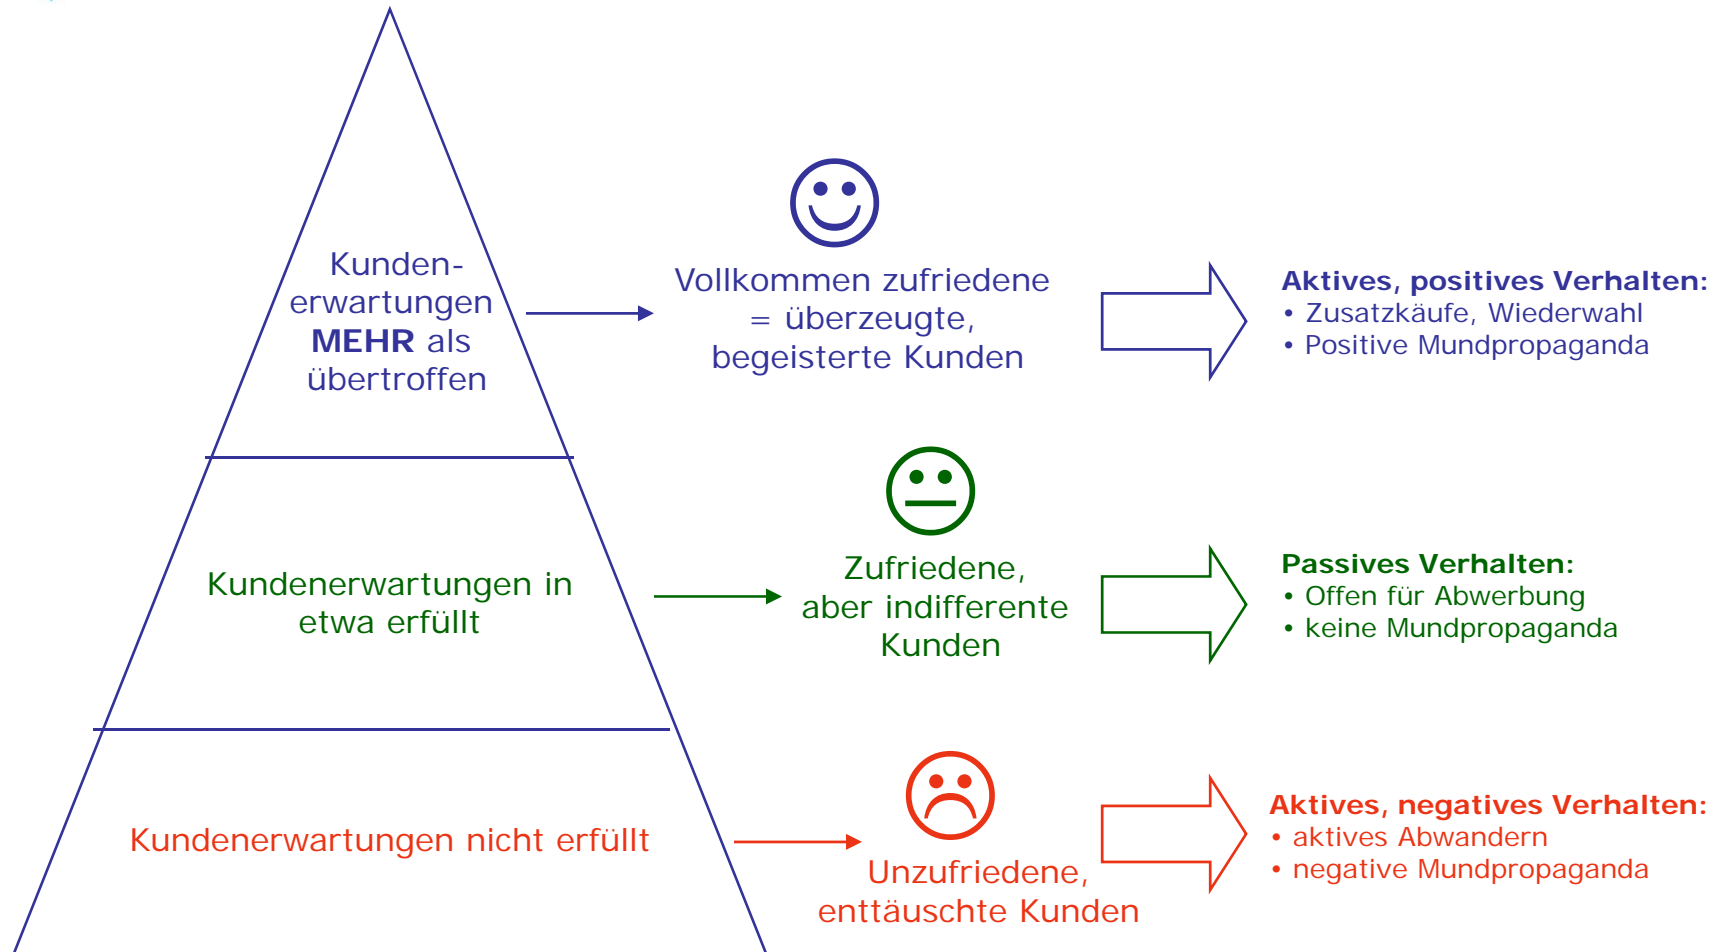 Kunden-
erwartungen
MEHR als
übertroffen
Vollkommen zufriedene
= überzeugte,
begeisterte Kunden
Aktives, positives Verhalten:
• Zusatzkäufe, Wiederwahl
• Positive Mundpropaganda
Kundenerwartungen in
etwa erfüllt
Zufriedene,
aber indifferente
Kunden
Passives Verhalten:
• Offen für Abwerbung
• keine Mundpropaganda
Kundenerwartungen nicht erfüllt
Unzufriedene,
enttäuschte Kunden
Aktives, negatives Verhalten:
• aktives Abwandern
• negative Mundpropaganda